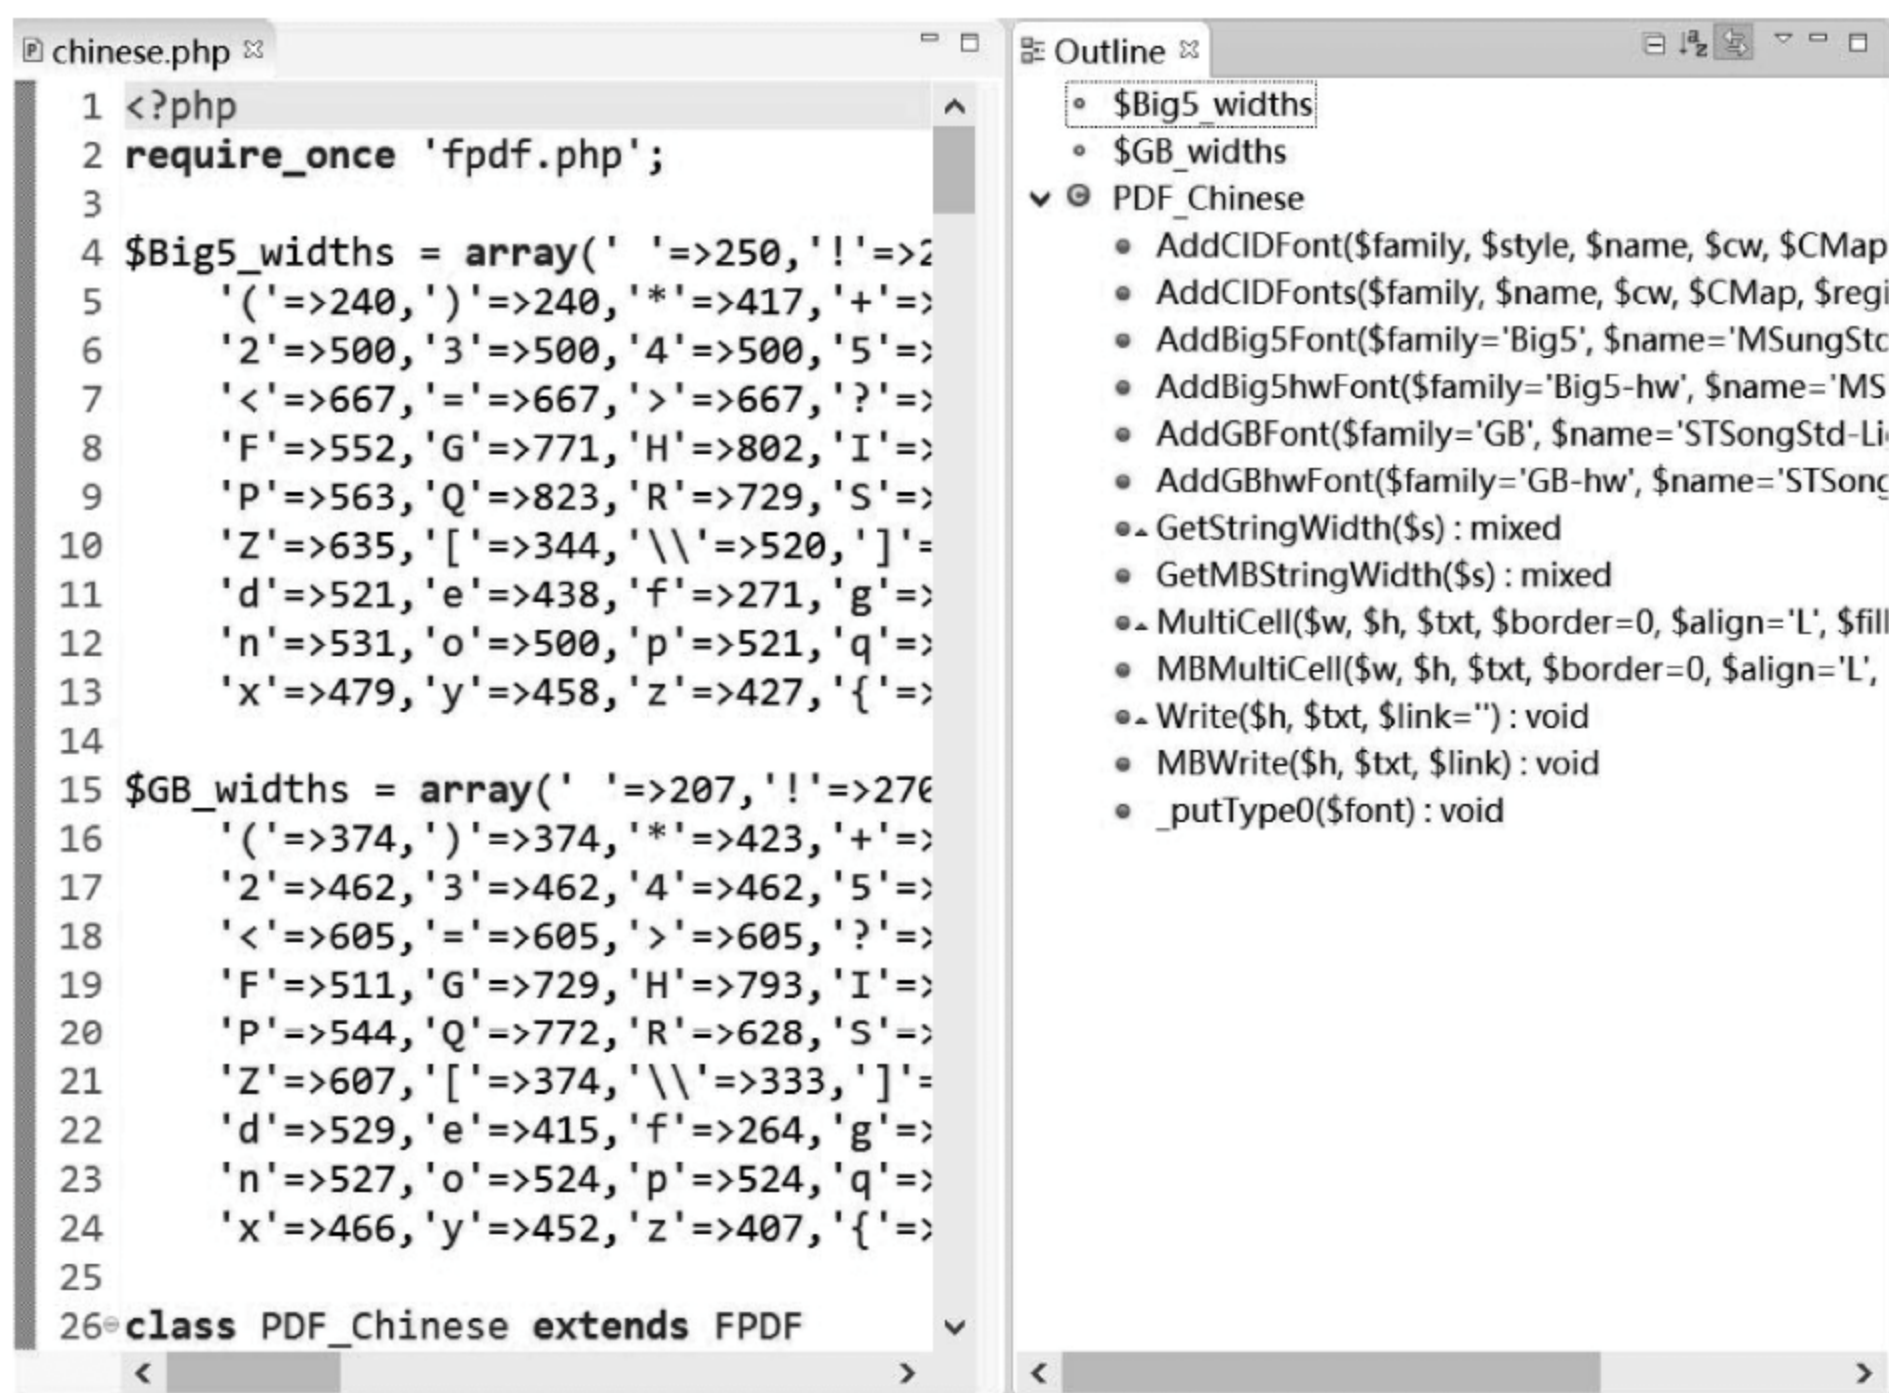 chinese.php
1 <?php
2 require_once 'fpdf.php';
3
4 $Big5_widths = array(' '=>250,'!'=>2
5 '('=>240,')'=>240,'*'=>417,'+'=>
6 '2'=>500,'3'=>500,'4'=>500,'5'=>
7 '<'=>667,'='=>667,'>'=>667,'?'=>
8 'F'=>552,'G'=>771,'H'=>802,'I'=>
9 'P'=>563,'Q'=>823,'R'=>729,'S'=>
10 'Z'=>635,'['=>344,'\\'=>520,']'=
11 'd'=>521,'e'=>438,'f'=>271,'g'=>
12 'n'=>531,'o'=>500,'p'=>521,'q'=>
13 'x'=>479,'y'=>458,'z'=>427,'{'=>
14
15 $GB_widths = array(' '=>207,'!'=>270
16 '('=>374,')'=>374,'*'=>423,'+'=>
17 '2'=>462,'3'=>462,'4'=>462,'5'=>
18 '<'=>605,'='=>605,'>'=>605,'?'=>
19 'F'=>511,'G'=>729,'H'=>793,'I'=>
20 'P'=>544,'Q'=>772,'R'=>628,'S'=>
21 'Z'=>607,'['=>374,'\\'=>333,']'=
22 'd'=>529,'e'=>415,'f'=>264,'g'=>
23 'n'=>527,'o'=>524,'p'=>524,'q'=>
24 'x'=>466,'y'=>452,'z'=>407,'{'=>
25
26 class PDF_Chinese extends FPDF
Outline
$Big5_widths
$GB_widths
PDF_Chinese
AddCIDFont($family, $style, $name, $cw, $CMap
AddCIDFonts($family, $name, $cw, $CMap, $regi
AddBig5Font($family='Big5', $name='MSungStc
AddBig5hwFont($family='Big5-hw', $name='MS
AddGBFont($family='GB', $name='STSongStd-Li
AddGBhwFont($family='GB-hw', $name='STSong
GetStringWidth($s) : mixed
GetMBStringWidth($s) : mixed
MultiCell($w, $h, $txt, $border=0, $align='L', $fill
MBMultiCell($w, $h, $txt, $border=0, $align='L',
Write($h, $txt, $link='') : void
MBWrite($h, $txt, $link) : void
_putType0($font) : void